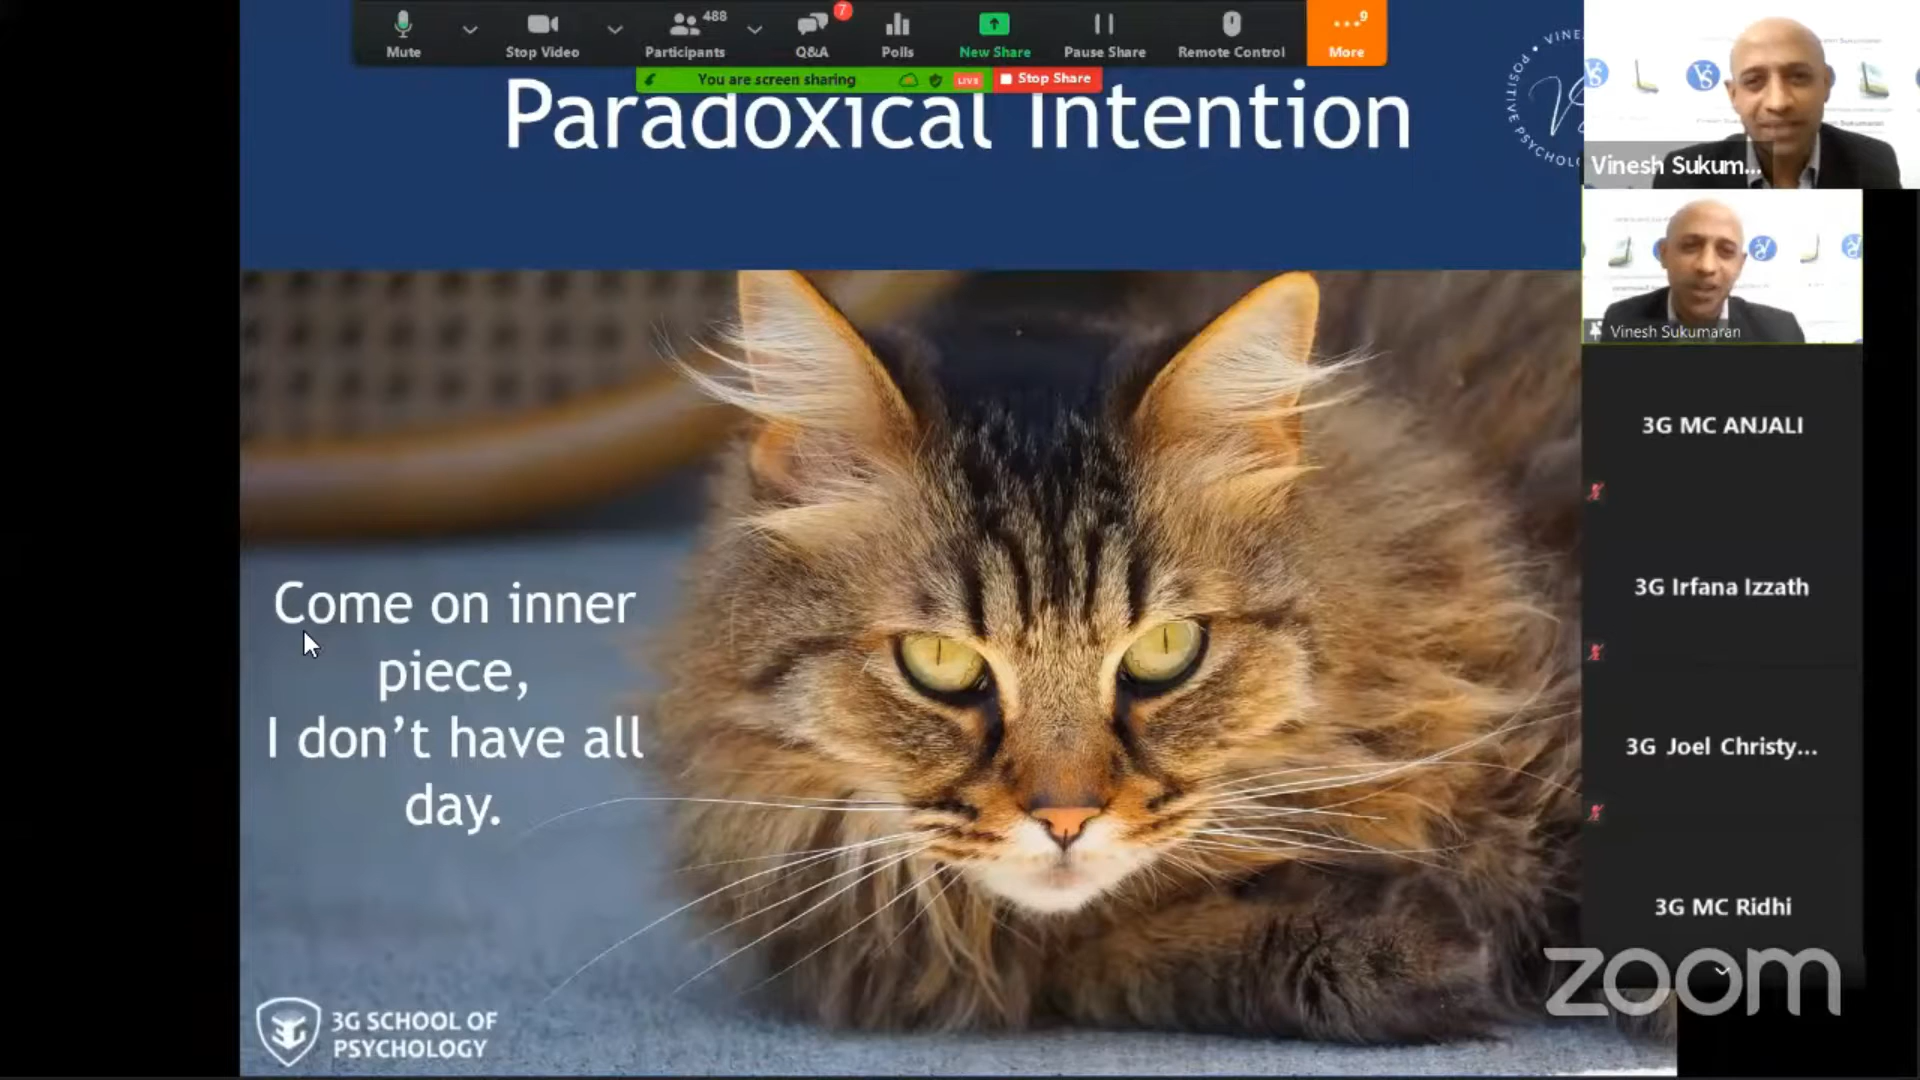 488
7
9
Mute
Stop Video
Participants
Q&A
Polls
New Share
Pause Share
Remote Control
More
You are screen sharing
LIVE
Stop Share
Paradoxical Intention
Vinesh Sukum...
Vinesh Sukumaran
3G MC ANJALI
3G Irfana Izzath
3G Joel Christy...
3G MC Ridhi
Come on inner
piece,
I don't have all
day.
3G SCHOOL OF
PSYCHOLOGY
zoom